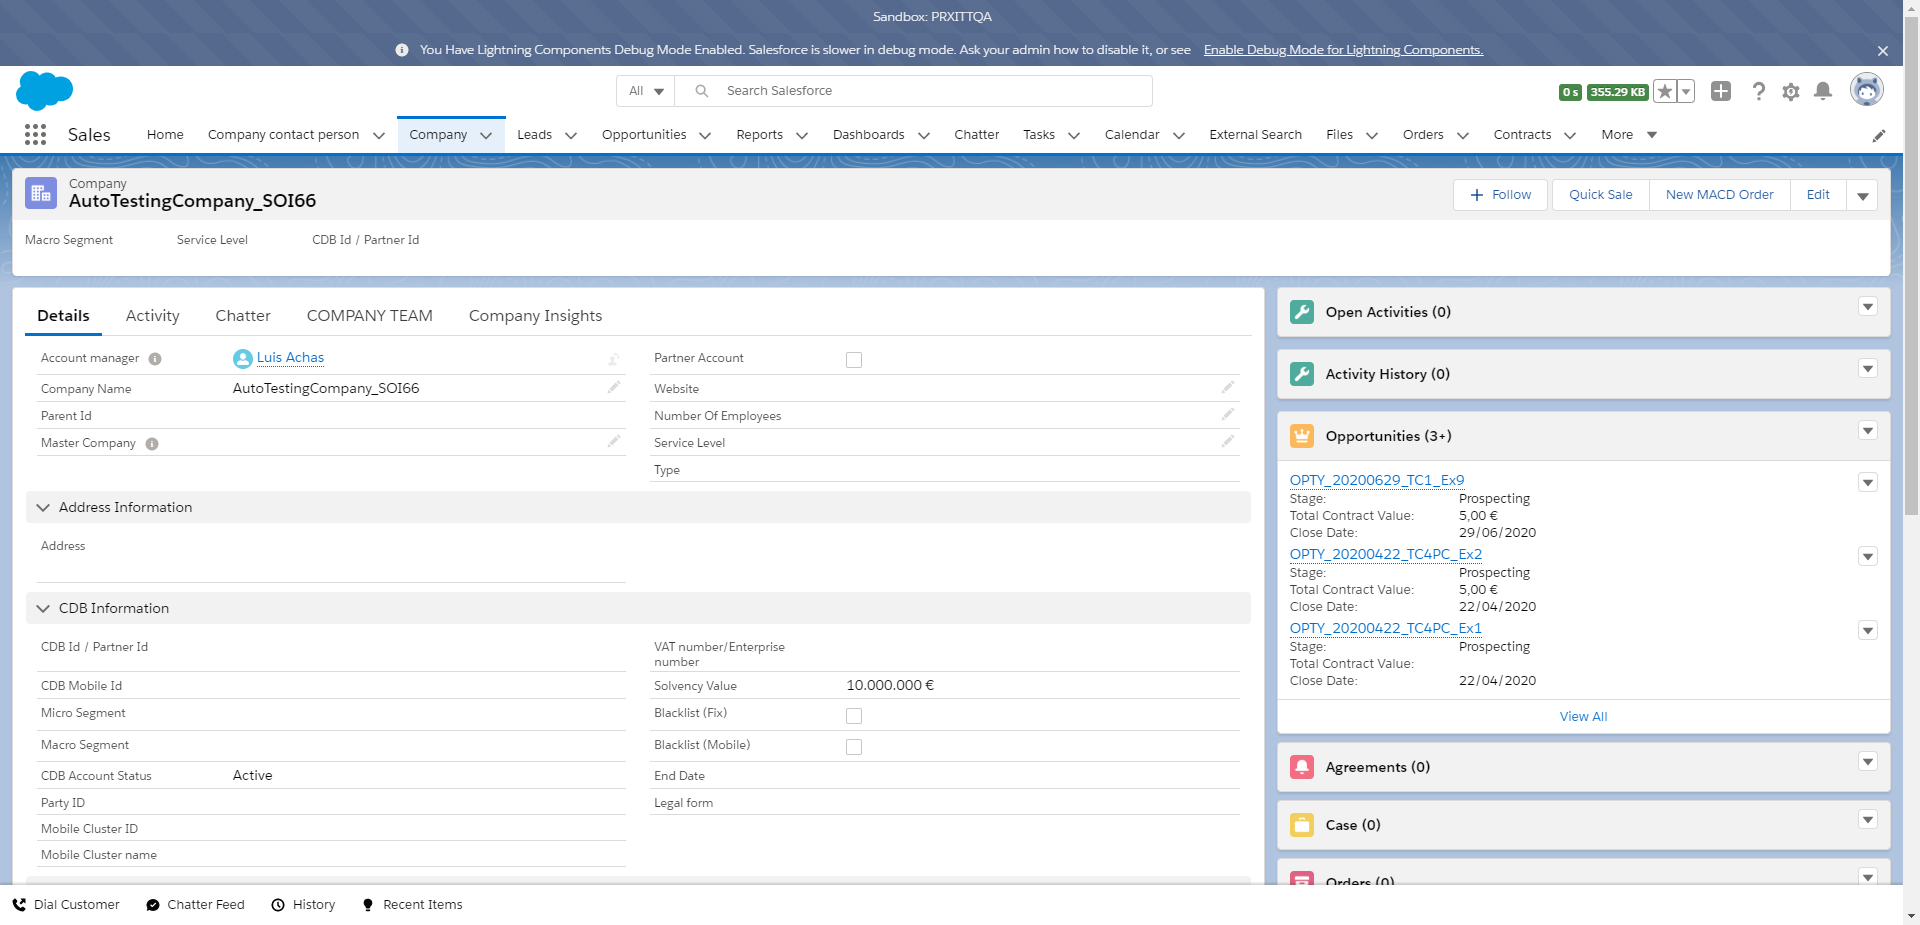 Sandbox: PRXITTQA
You Have Lightning Components Debug Mode Enabled. Salesforce is slower in debug mode. Ask your admin how to disable it, or see Enable Debug Mode for Lightning Components.
All
Search Salesforce
0 s 355.29 KB
Sales Home Company contact person Company Leads Opportunities Reports Dashboards Chatter Tasks Calendar External Search Files Orders Contracts More
Company
AutoTestingCompany_SOI66
Follow Quick Sale New MACD Order Edit
Macro Segment Service Level CDB Id / Partner Id
Details Activity Chatter COMPANY TEAM Company Insights
Account manager Luis Achas
Company Name AutoTestingCompany_SOI66
Parent Id
Master Company
Partner Account
Website
Number Of Employees
Service Level
Type
Address Information
Address
CDB Information
CDB Id / Partner Id
CDB Mobile Id
Micro Segment
Macro Segment
CDB Account Status Active
Party ID
Mobile Cluster ID
Mobile Cluster name
VAT number/Enterprise
number
Solvency Value 10.000.000 €
Blacklist (Fix)
Blacklist (Mobile)
End Date
Legal form
Open Activities (0)
Activity History (0)
Opportunities (3+)
OPTY_20200629_TC1_Ex9
Stage: Prospecting
Total Contract Value: 5,00 €
Close Date: 29/06/2020
OPTY_20200422_TC4PC_Ex2
Stage: Prospecting
Total Contract Value: 5,00 €
Close Date: 22/04/2020
OPTY_20200422_TC4PC_Ex1
Stage: Prospecting
Total Contract Value:
Close Date: 22/04/2020
View All
Agreements (0)
Case (0)
Orders (0)
Dial Customer Chatter Feed History Recent Items